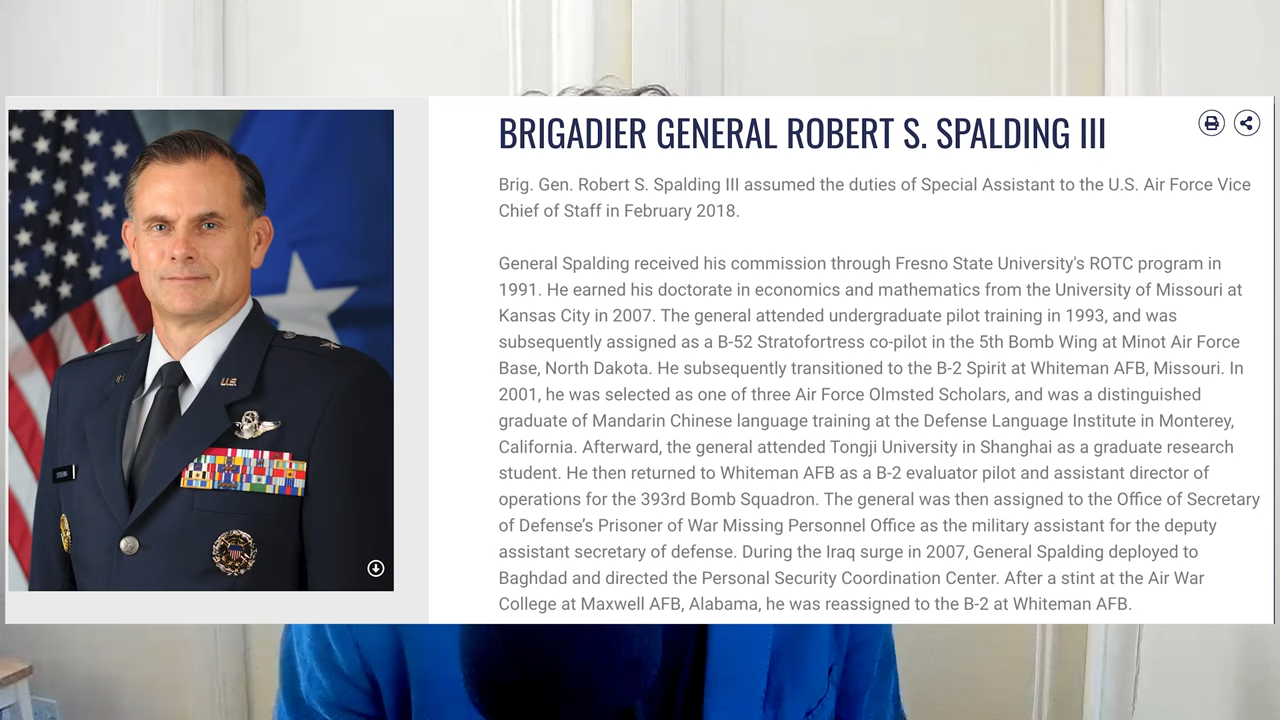 BRIGADIER GENERAL ROBERT S. SPALDING III
Brig. Gen. Robert S. Spalding III assumed the duties of Special Assistant to the U.S. Air Force Vice
Chief of Staff in February 2018.
General Spalding received his commission through Fresno State University's ROTC program in
1991. He earned his doctorate in economics and mathematics from the University of Missouri at
Kansas City in 2007. The general attended undergraduate pilot training in 1993, and was
subsequently assigned as a B-52 Stratofortress co-pilot in the 5th Bomb Wing at Minot Air Force
Base, North Dakota. He subsequently transitioned to the B-2 Spirit at Whiteman AFB, Missouri. In
2001, he was selected as one of three Air Force Olmsted Scholars, and was a distinguished
graduate of Mandarin Chinese language training at the Defense Language Institute in Monterey,
California. Afterward, the general attended Tongji University in Shanghai as a graduate research
student. He then returned to Whiteman AFB as a B-2 evaluator pilot and assistant director of
operations for the 393rd Bomb Squadron. The general was then assigned to the Office of Secretary
of Defense’s Prisoner of War Missing Personnel Office as the military assistant for the deputy
assistant secretary of defense. During the Iraq surge in 2007, General Spalding deployed to
Baghdad and directed the Personal Security Coordination Center. After a stint at the Air War
College at Maxwell AFB, Alabama, he was reassigned to the B-2 at Whiteman AFB.
U.S.